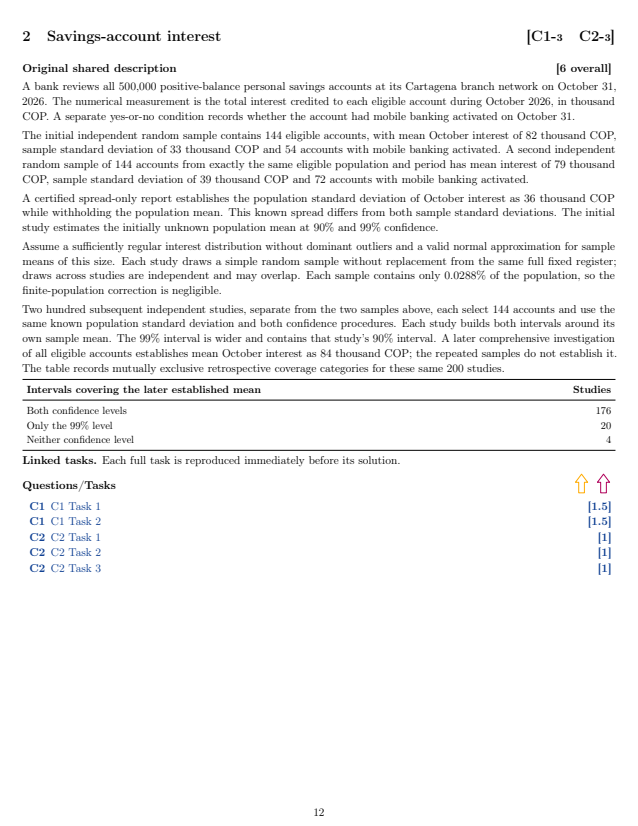 2 Savings-account interest [C1-3 C2-3]
Original shared description [6 overall]
A bank reviews all 500,000 positive-balance personal savings accounts at its Cartagena branch network on October 31,
2026. The numerical measurement is the total interest credited to each eligible account during October 2026, in thousand
COP. A separate yes-or-no condition records whether the account had mobile banking activated on October 31.
The initial independent random sample contains 144 eligible accounts, with mean October interest of 82 thousand COP,
sample standard deviation of 33 thousand COP and 54 accounts with mobile banking activated. A second independent
random sample of 144 accounts from exactly the same eligible population and period has mean interest of 79 thousand
COP, sample standard deviation of 39 thousand COP and 72 accounts with mobile banking activated.
A certified spread-only report establishes the population standard deviation of October interest as 36 thousand COP
while withholding the population mean. This known spread differs from both sample standard deviations. The initial
study estimates the initially unknown population mean at 90% and 99% confidence.
Assume a sufficiently regular interest distribution without dominant outliers and a valid normal approximation for sample
means of this size. Each study draws a simple random sample without replacement from the same full fixed register;
draws across studies are independent and may overlap. Each sample contains only 0.0288% of the population, so the
finite-population correction is negligible.
Two hundred subsequent independent studies, separate from the two samples above, each select 144 accounts and use the
same known population standard deviation and both confidence procedures. Each study builds both intervals around its
own sample mean. The 99% interval is wider and contains that study's 90% interval. A later comprehensive investigation
of all eligible accounts establishes mean October interest as 84 thousand COP; the repeated samples do not establish it.
The table records mutually exclusive retrospective coverage categories for these same 200 studies.
Intervals covering the later established mean Studies
Both confidence levels 176
Only the 99% level 20
Neither confidence level 4
Linked tasks. Each full task is reproduced immediately before its solution.
Questions/Tasks
C1 C1 Task 1 [1.5]
C1 C1 Task 2 [1.5]
C2 C2 Task 1 [1]
C2 C2 Task 2 [1]
C2 C2 Task 3 [1]
12